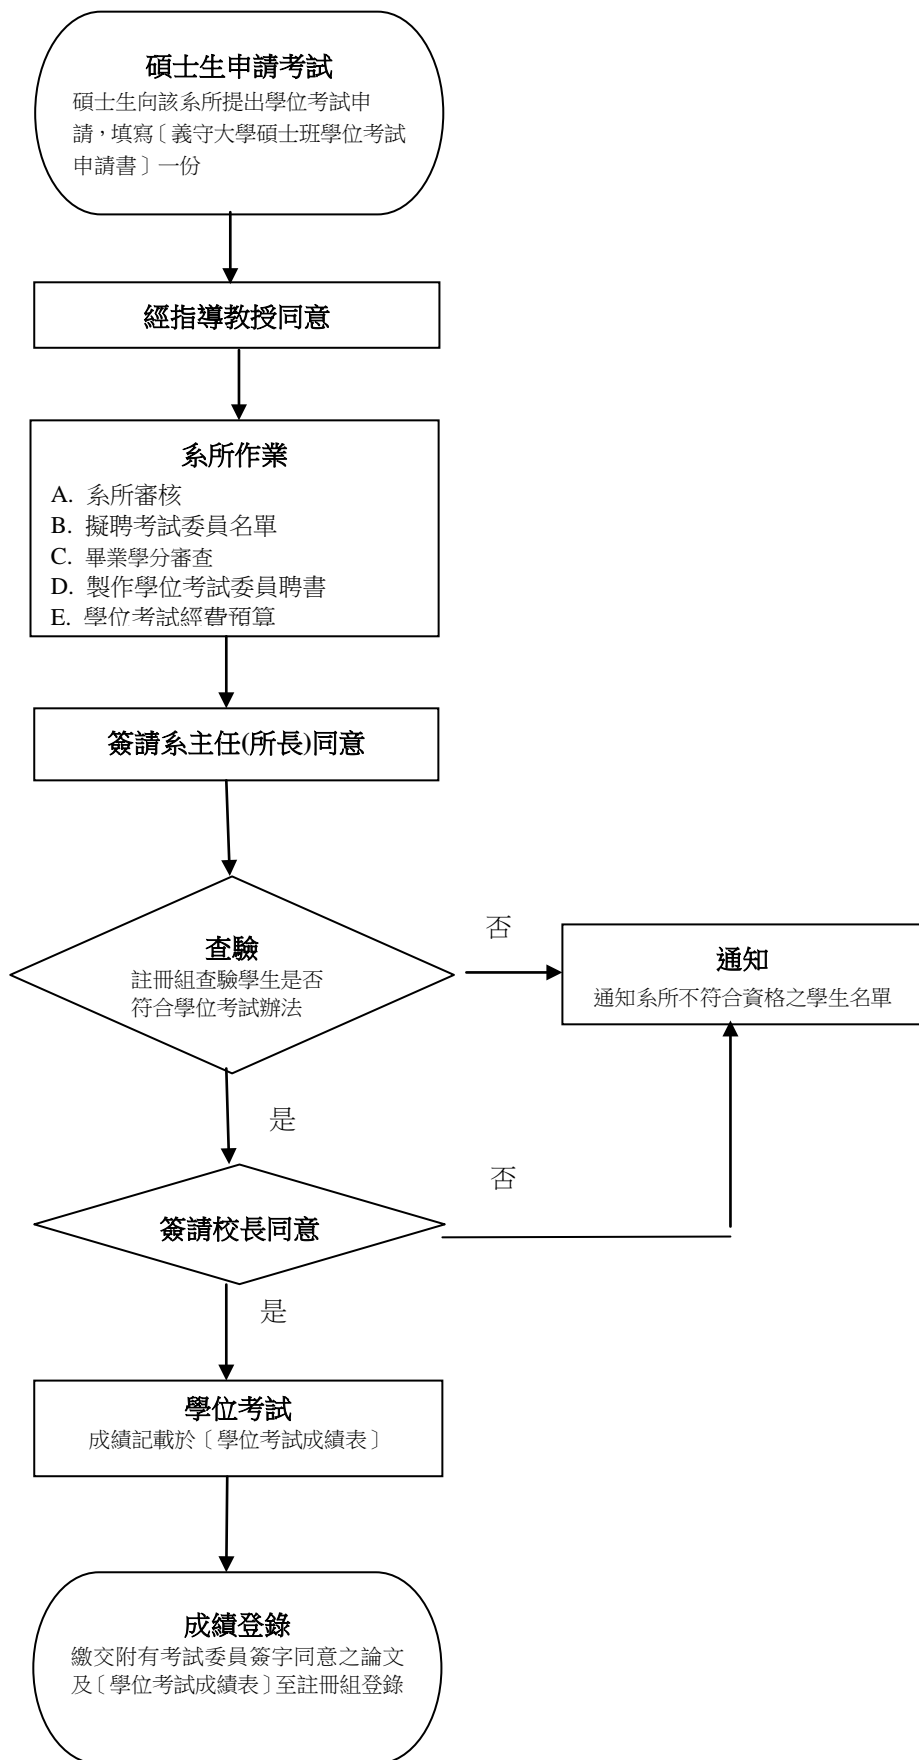 碩士生申請考試
碩士生向該系所提出學位考試申
請，填寫〔義守大學碩士班學位考試
申請書〕一份
經指導教授同意
系所作業
A. 系所審核
B. 擬聘考試委員名單
C. 畢業學分審查
D. 製作學位考試委員聘書
E. 學位考試經費預算
簽請系主任(所長)同意
查驗
註冊組查驗學生是否
符合學位考試辦法
否
通知
通知系所不符合資格之學生名單
是
否
簽請校長同意
是
學位考試
成績記載於〔學位考試成績表〕
成績登錄
繳交附有考試委員簽字同意之論文
及〔學位考試成績表〕至註冊組登錄